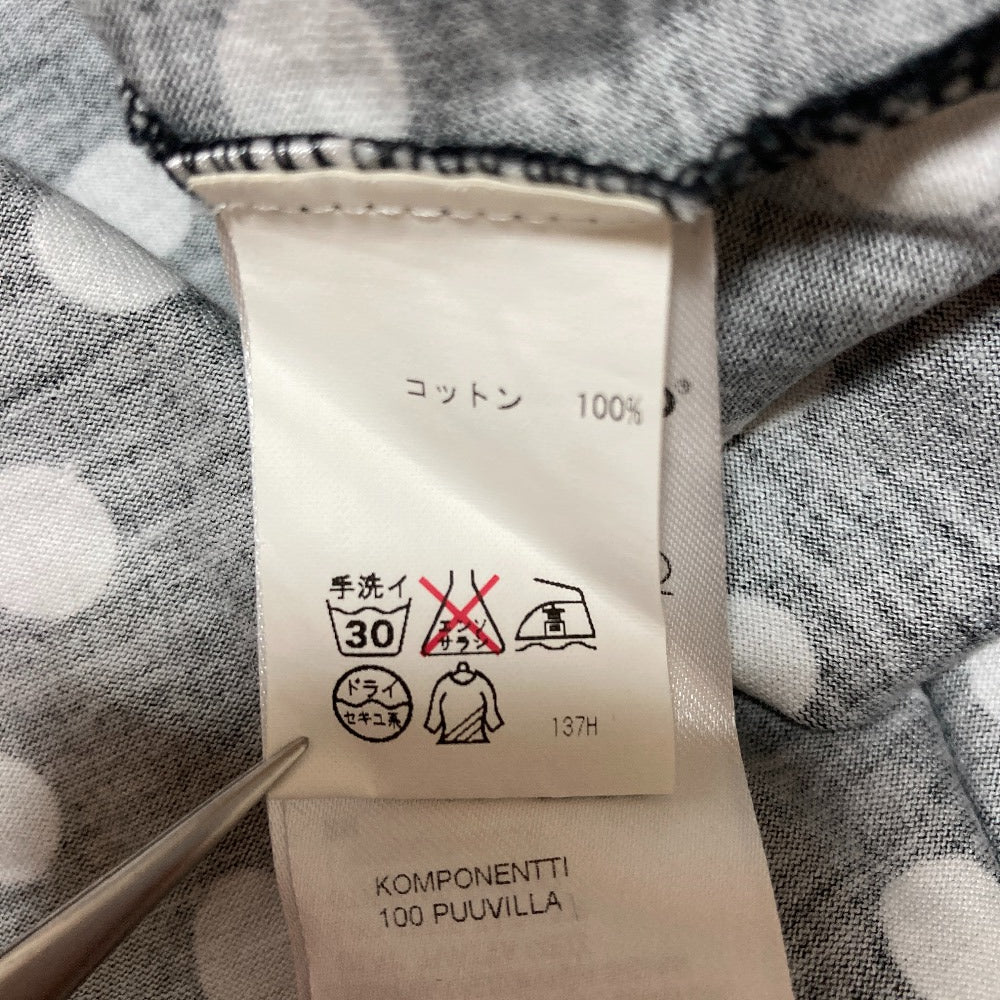 コットン 100%
手洗イ
30
エンソ
サラシ
高
ドライ
セキユ系
137H
KOMPONENTTI
100 PUUVILLA